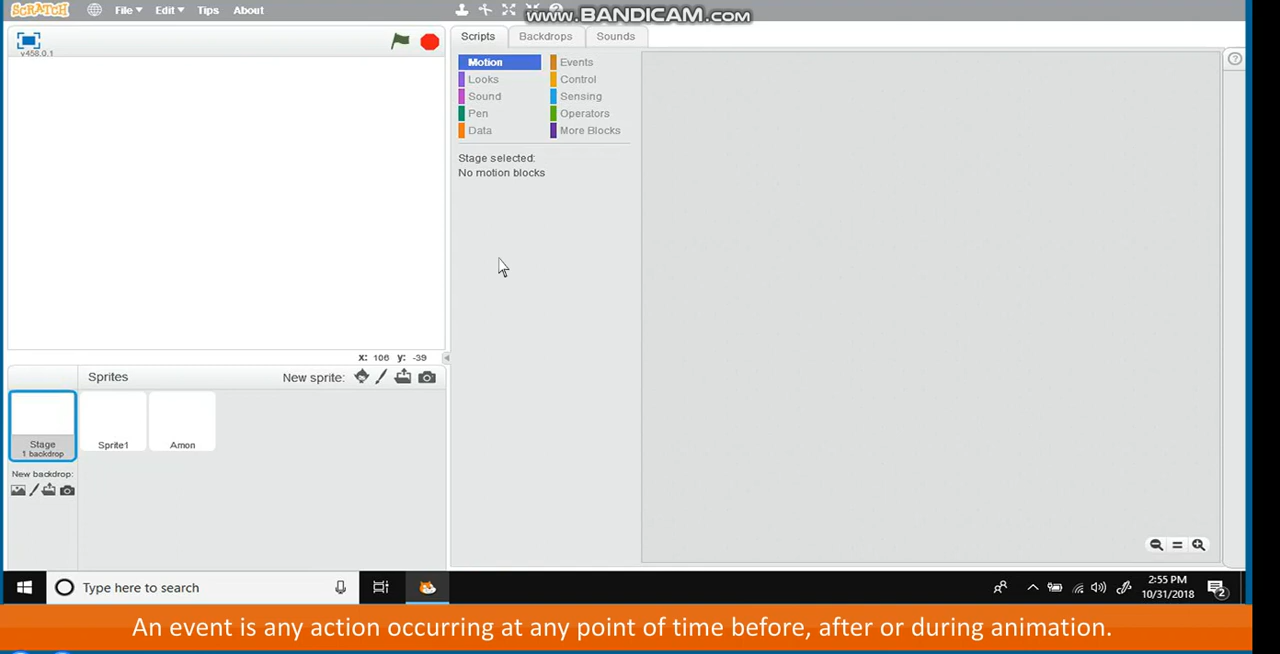 SCRATCH File Edit Tips About
www.BANDICAM.com
v458.0.1
Scripts Backdrops Sounds
Motion Events
Looks Control
Sound Sensing
Pen Operators
Data More Blocks
Stage selected:
No motion blocks
x: 106 y: -39
Sprites New sprite:
Stage
1 backdrop
Sprite1
Amon
New backdrop:
Type here to search
2:55 PM
10/31/2018
2
An event is any action occurring at any point of time before, after or during animation.